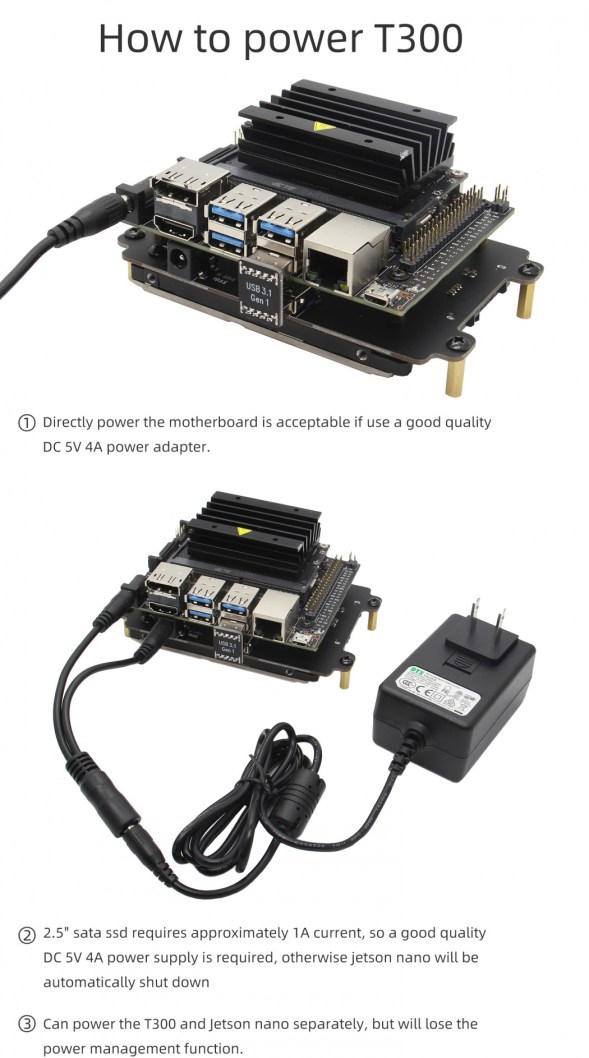 How to power T300
USB 3.1
Gen 1
① Directly power the motherboard is acceptable if use a good quality
DC 5V 4A power adapter.
USB 3.1
Gen 1
② 2.5" sata ssd requires approximately 1A current, so a good quality
DC 5V 4A power supply is required, otherwise jetson nano will be
automatically shut down
③ Can power the T300 and Jetson nano separately, but will lose the
power management function.